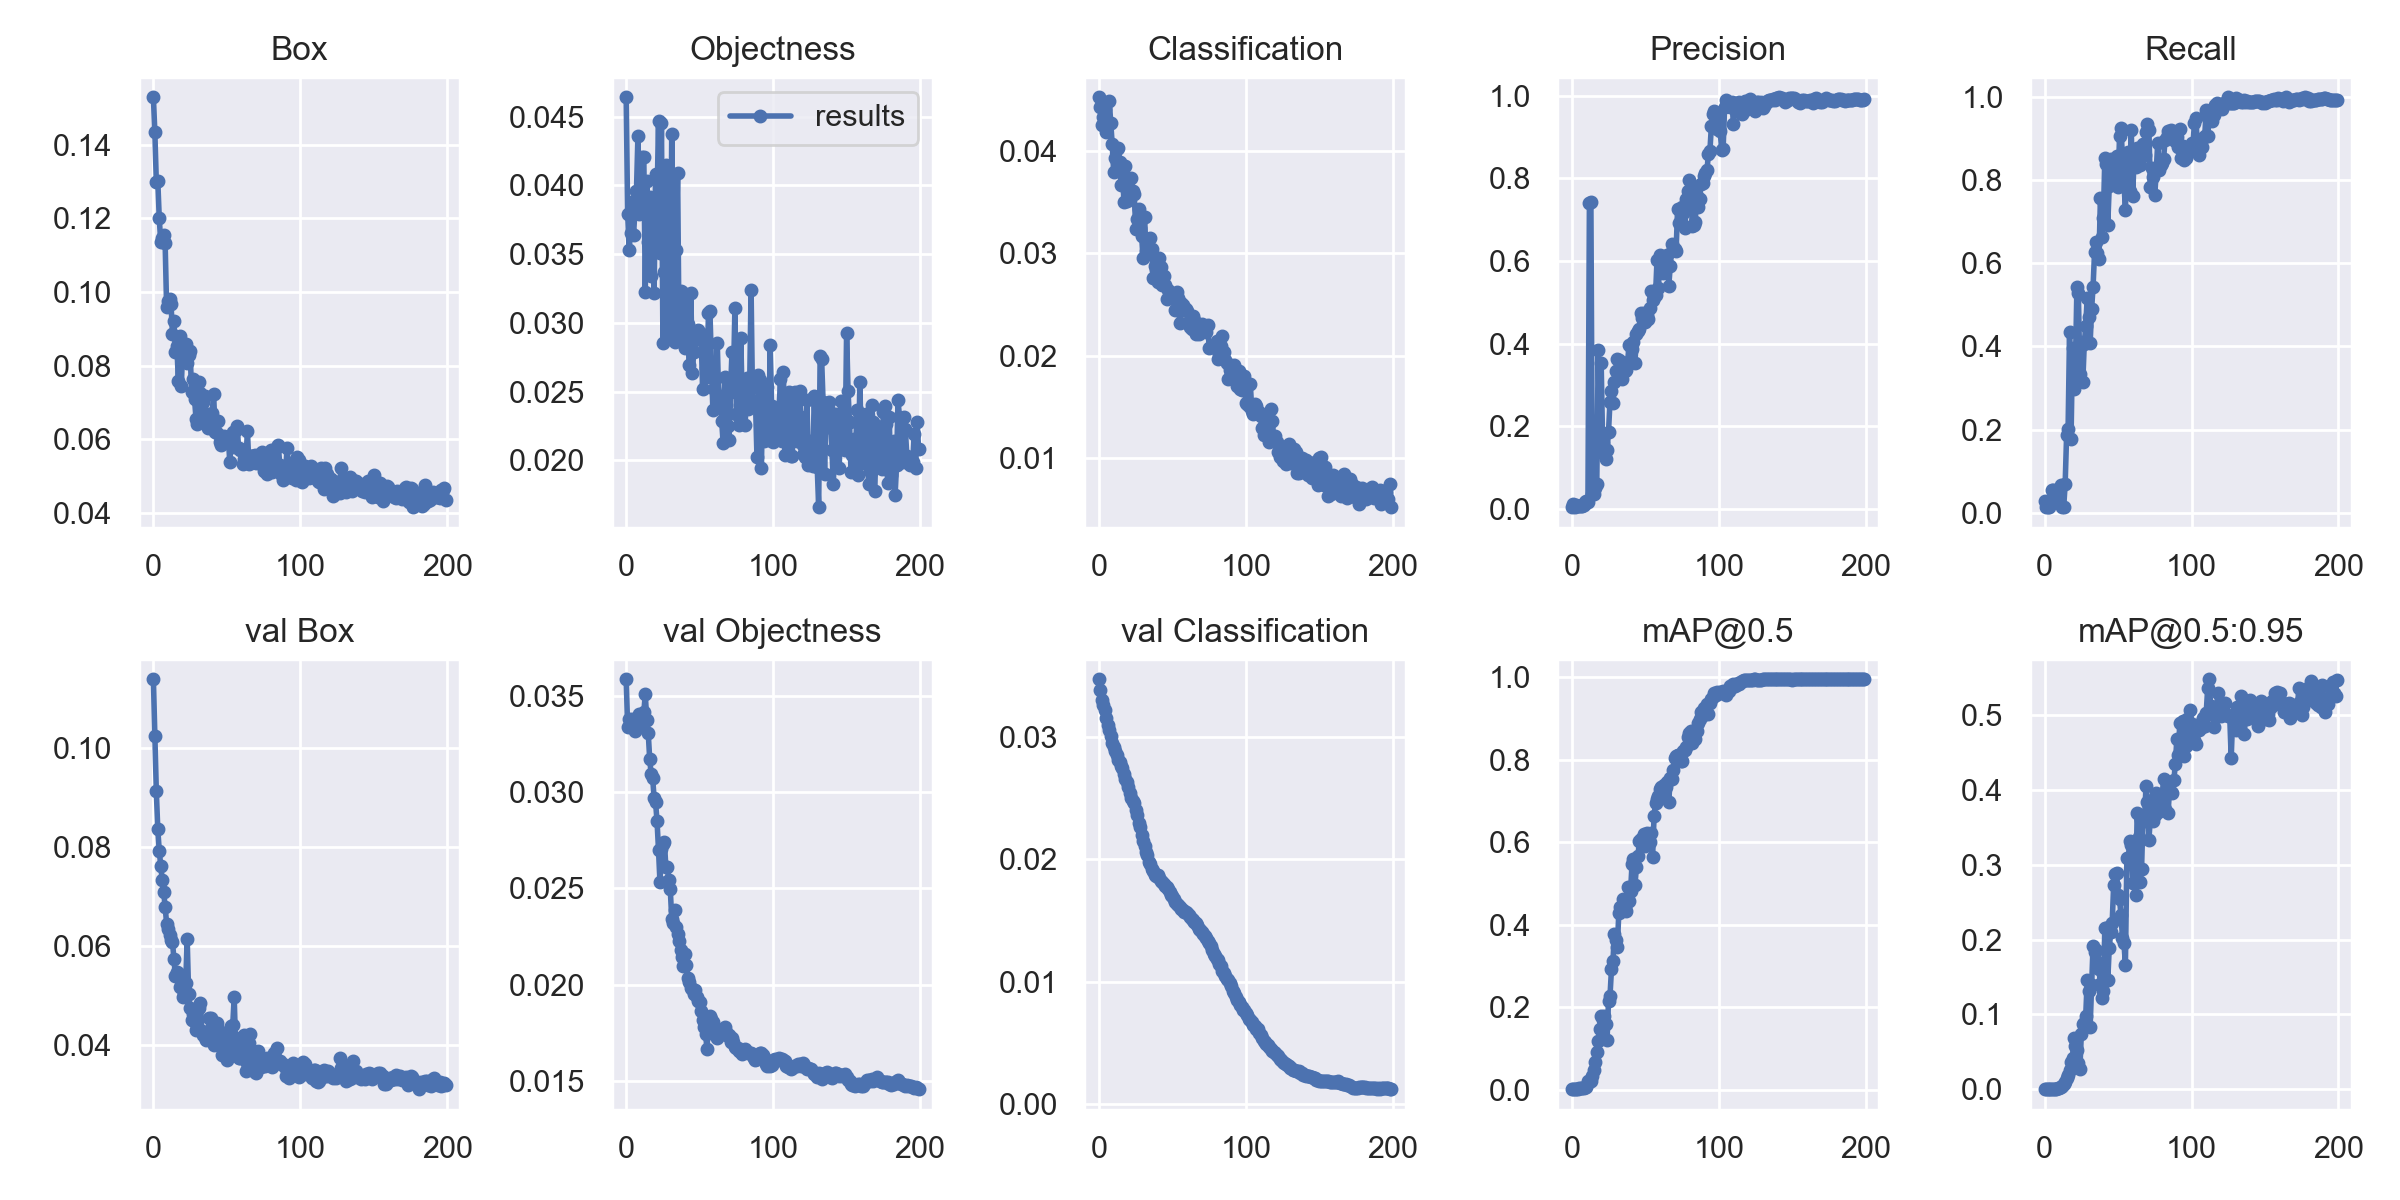 Box
0.14
0.12
0.10
0.08
0.06
0.04
0 100 200
Objectness
results
0.045
0.040
0.035
0.030
0.025
0.020
0 100 200
Classification
0.04
0.03
0.02
0.01
0 100 200
Precision
1.0
0.8
0.6
0.4
0.2
0.0
0 100 200
Recall
1.0
0.8
0.6
0.4
0.2
0.0
0 100 200
val Box
0.10
0.08
0.06
0.04
0 100 200
val Objectness
0.035
0.030
0.025
0.020
0.015
0 100 200
val Classification
0.03
0.02
0.01
0.00
0 100 200
mAP@0.5
1.0
0.8
0.6
0.4
0.2
0.0
0 100 200
mAP@0.5:0.95
0.5
0.4
0.3
0.2
0.1
0.0
0 100 200